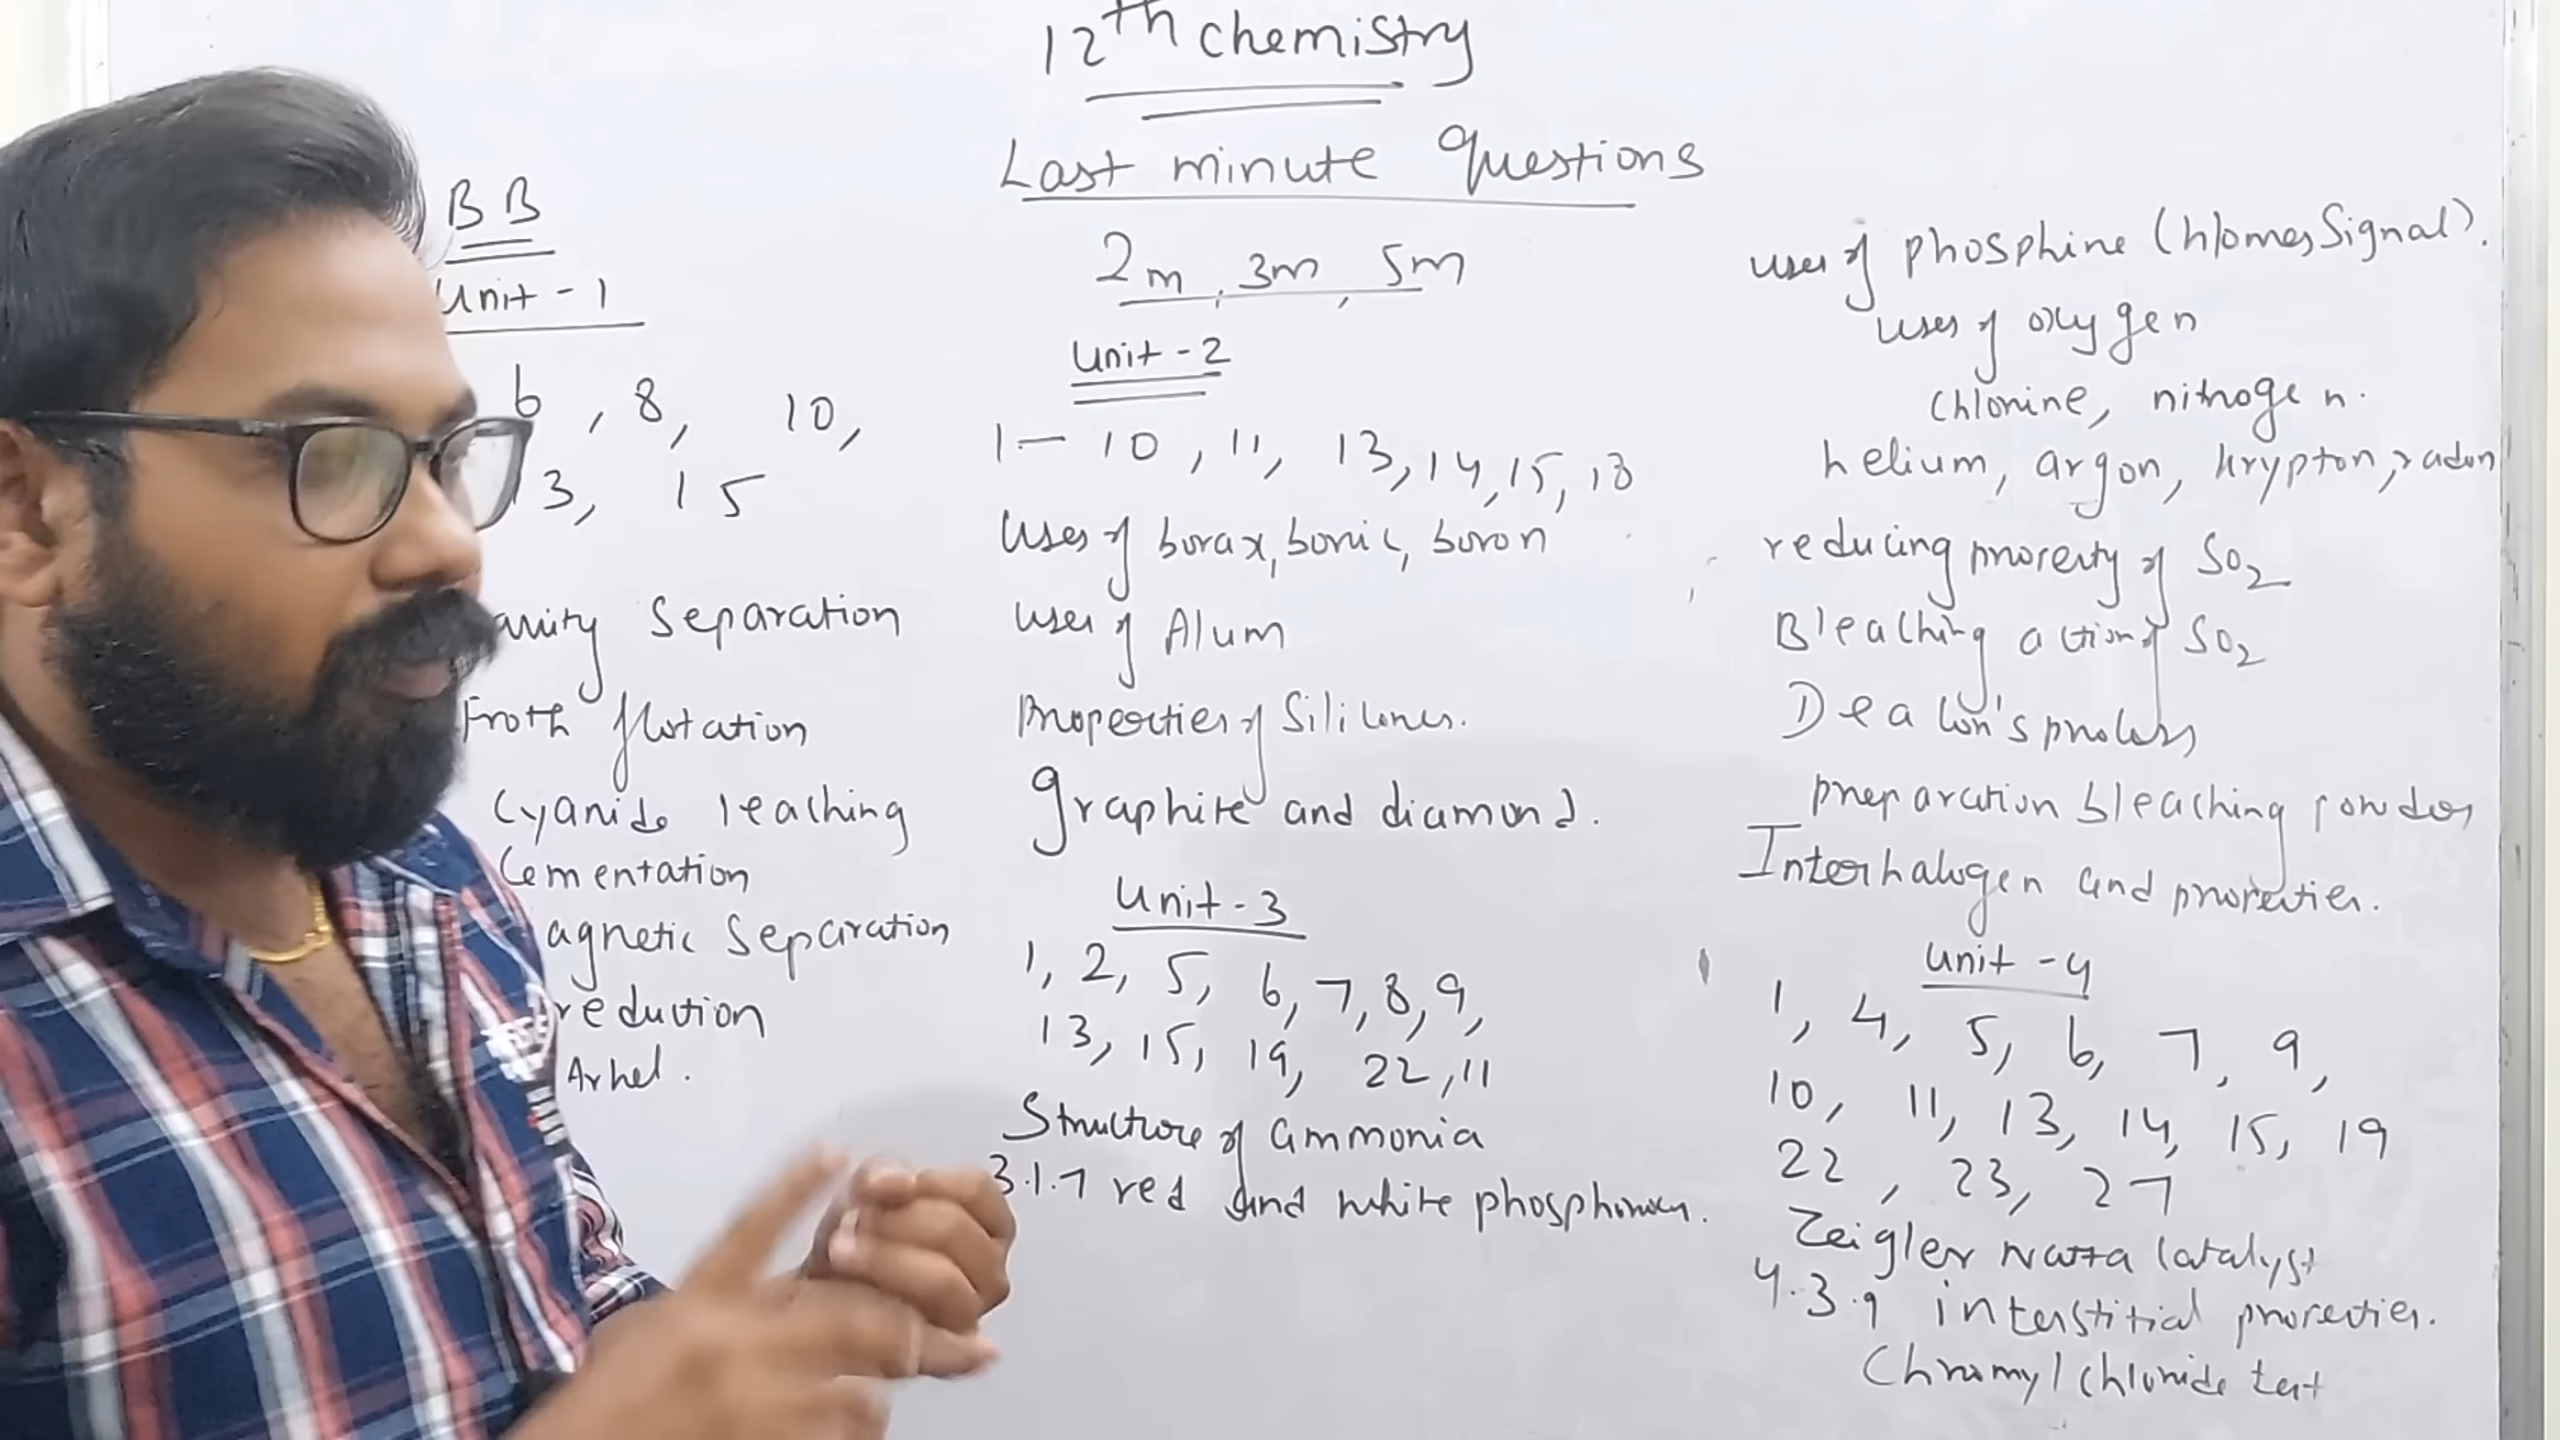 12th chemistry
Last minute Questions
2m, 3m, 5m
BB
Unit - 1
6, 8, 10,
13, 15
Separation
Froth flotation
Cyanide leaching
Cementation
agnetic Separation
reduction
Unit - 2
1 - 10, 11, 13, 14, 15, 18
Uses of borax, boric, boron
uses of Alum
Properties of Silicones.
graphite and diamond.
Unit - 3
1, 2, 5, 6, 7, 8, 9,
13, 15, 19, 22, 11
Structure of ammonia
3.1.7 red and white phosphorous.
uses of phosphine (Holmes Signal).
uses of oxygen
Chlorine, nitrogen.
helium, argon, krypton, radon
reducing proerty of SO2
Bleaching action of SO2
Deacon's process
preparation bleaching powder
Interhalogen and proerties.
Unit - 4
1, 4, 5, 6, 7, 9,
10, 11, 13, 14, 15, 19
22, 23, 27
Zeigler natta catalyst
4.3.9 interstitial proerties.
Chromyl chloride test